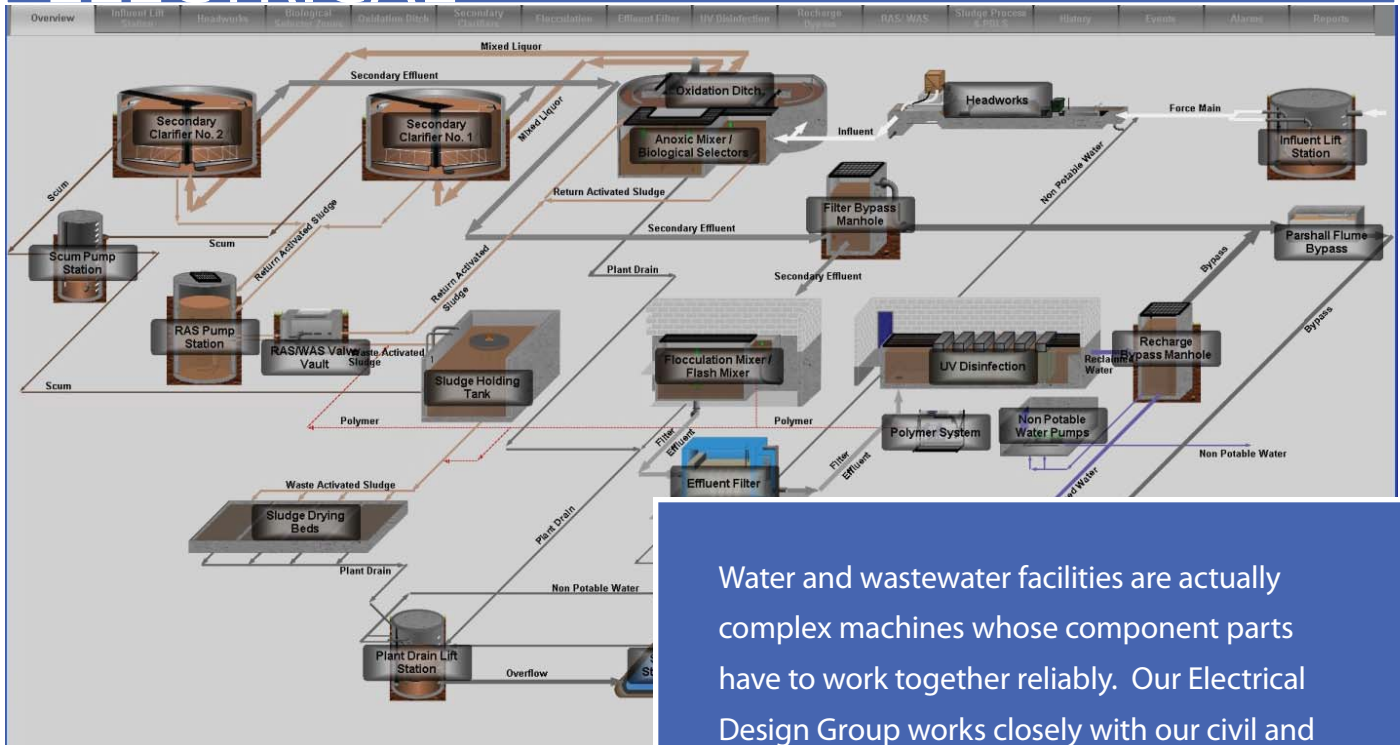 ELECTRICAL
Overview
Influent Lift
Station
Headworks
Biological
Selector Zones
Oxidation Ditch
Secondary
Clarifiers
Flocculation
Effluent Filter
UV Disinfection
Recharge
Bypass
RAS/ WAS
Sludge Process
& PDLS
History
Events
Alarms
Reports
Mixed Liquor
Secondary Effluent
Oxidation Ditch
Headworks
Force Main
Secondary
Clarifier No. 2
Secondary
Clarifier No. 1
Mixed Liquor
Anoxic Mixer /
Biological Selectors
Influent
Influent Lift
Station
Non Potable Water
Scum
Return Activated Sludge
Filter Bypass
Manhole
Secondary Effluent
Parshall Flume
Bypass
Scum
Scum Pump
Station
Return Activated Sludge
Return Activated
Sludge
Plant Drain
Secondary Effluent
Bypass
Bypass
RAS Pump
Station
RAS/WAS Valve
Vault
Waste Activated
Sludge
Sludge Holding
Tank
Flocculation Mixer /
Flash Mixer
UV Disinfection
Reclaimed
Water
Recharge
Bypass Manhole
Scum
Polymer
Polymer
Polymer System
Non Potable
Water Pumps
Filter
Effluent
Filter
Effluent
Non Potable Water
Effluent Filter
Waste Activated Sludge
Sludge Drying
Beds
Plant Drain
Plant Drain
Non Potable Water
Plant Drain Lift
Station
Overflow
Water and wastewater facilities are actually
complex machines whose component parts
have to work together reliably. Our Electrical
Design Group works closely with our civil and